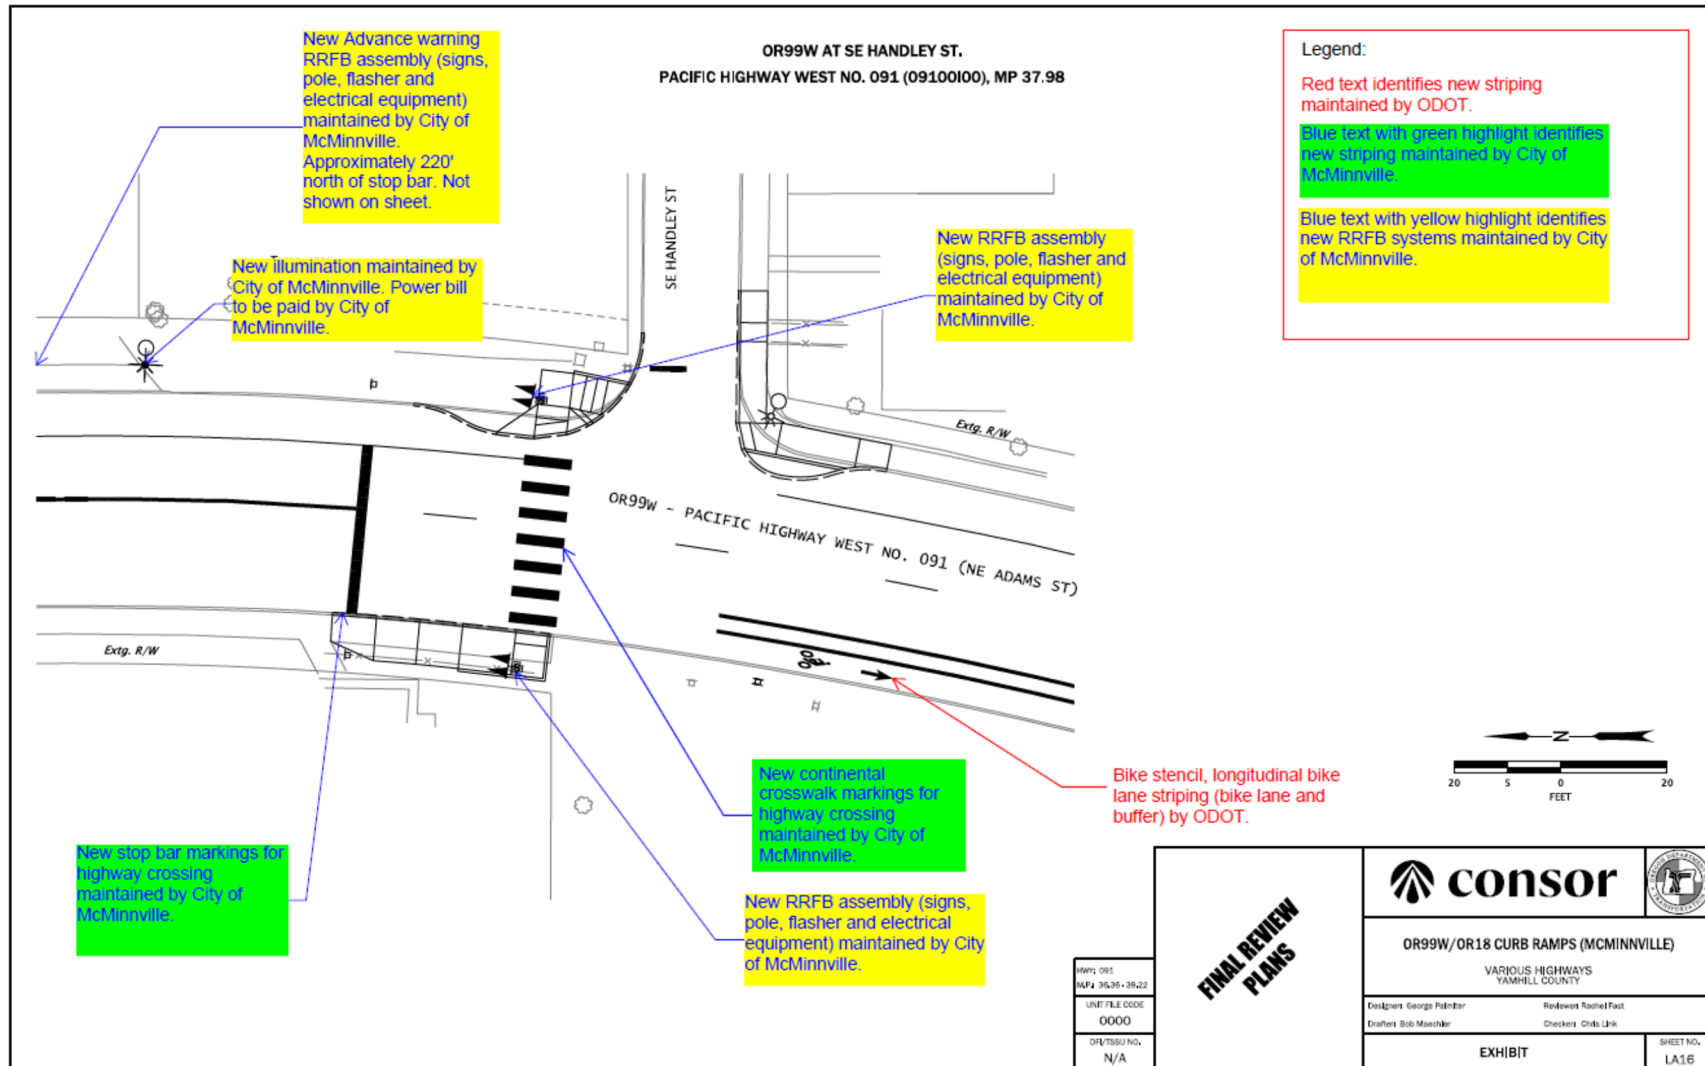 New Advance warning
RRFB assembly (signs,
pole, flasher and
electrical equipment)
maintained by City of
McMinnville.
Approximately 220'
north of stop bar. Not
shown on sheet.
OR99W AT SE HANDLEY ST.
PACIFIC HIGHWAY WEST NO. 091 (09100I00), MP 37.98
Legend:
Red text identifies new striping
maintained by ODOT.
Blue text with green highlight identifies
new striping maintained by City of
McMinnville.
Blue text with yellow highlight identifies
new RRFB systems maintained by City
of McMinnville.
SE HANDLEY ST
New RRFB assembly
(signs, pole, flasher and
electrical equipment)
maintained by City of
McMinnville.
New illumination maintained by
City of McMinnville. Power bill
to be paid by City of
McMinnville.
Extg. R/W
OR99W - PACIFIC HIGHWAY WEST NO. 091 (NE ADAMS ST)
Extg. R/W
N
20 5 0 20
FEET
New continental
crosswalk markings for
highway crossing
maintained by City of
McMinnville.
Bike stencil, longitudinal bike
lane striping (bike lane and
buffer) by ODOT.
New stop bar markings for
highway crossing
maintained by City of
McMinnville.
New RRFB assembly (signs,
pole, flasher and electrical
equipment) maintained by City
of McMinnville.
HWY: 091
M.P.: 36.36-39.22
UNIT FILE CODE
0000
DFI/TSSU NO.
N/A
FINAL REVIEW
PLANS
consor
OR99W/OR18 CURB RAMPS (MCMINNVILLE)
VARIOUS HIGHWAYS
YAMHILL COUNTY
Designer: George Palmiter Reviewer: Rachel Fast
Drafter: Bob Maechler Checker: Chris Link
EXHIBIT
SHEET NO.
LA16